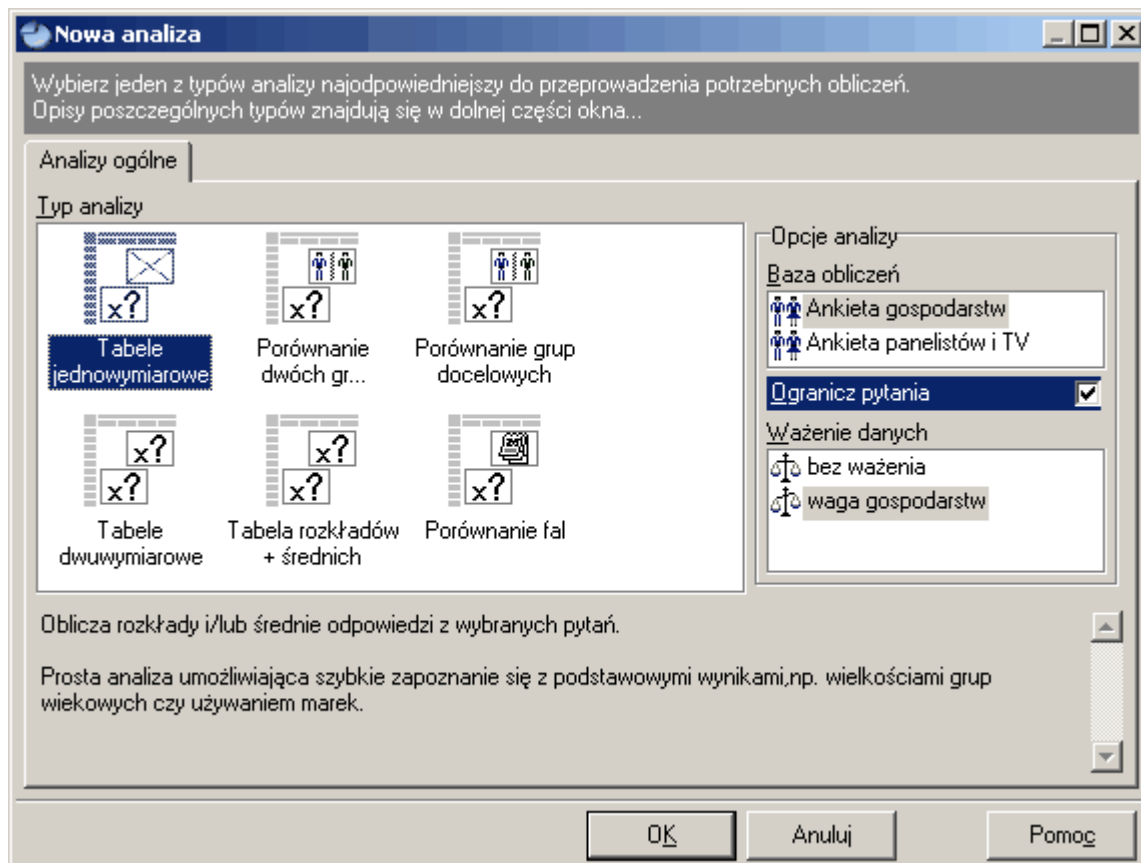 Nowa analiza
Wybierz jeden z typów analizy najodpowiedniejszy do przeprowadzenia potrzebnych obliczeń.
Opisy poszczególnych typów znajdują się w dolnej części okna...
Analizy ogólne
Typ analizy
x?
x?
x?
Tabele
jednowymiarowe
Porównanie
dwóch gr...
Porównanie grup
docelowych
x?
x?
x?
x?
Tabele
dwuwymiarowe
Tabela rozkładów
+ średnich
Porównanie fal
Opcje analizy
Baza obliczeń
Ankieta gospodarstw
Ankieta panelistów i TV
Ogranicz pytania
Ważenie danych
bez ważenia
waga gospodarstw
Oblicza rozkłady i/lub średnie odpowiedzi z wybranych pytań.
Prosta analiza umożliwiająca szybkie zapoznanie się z podstawowymi wynikami,np. wielkościami grup
wiekowych czy używaniem marek.
OK
Anuluj
Pomoc